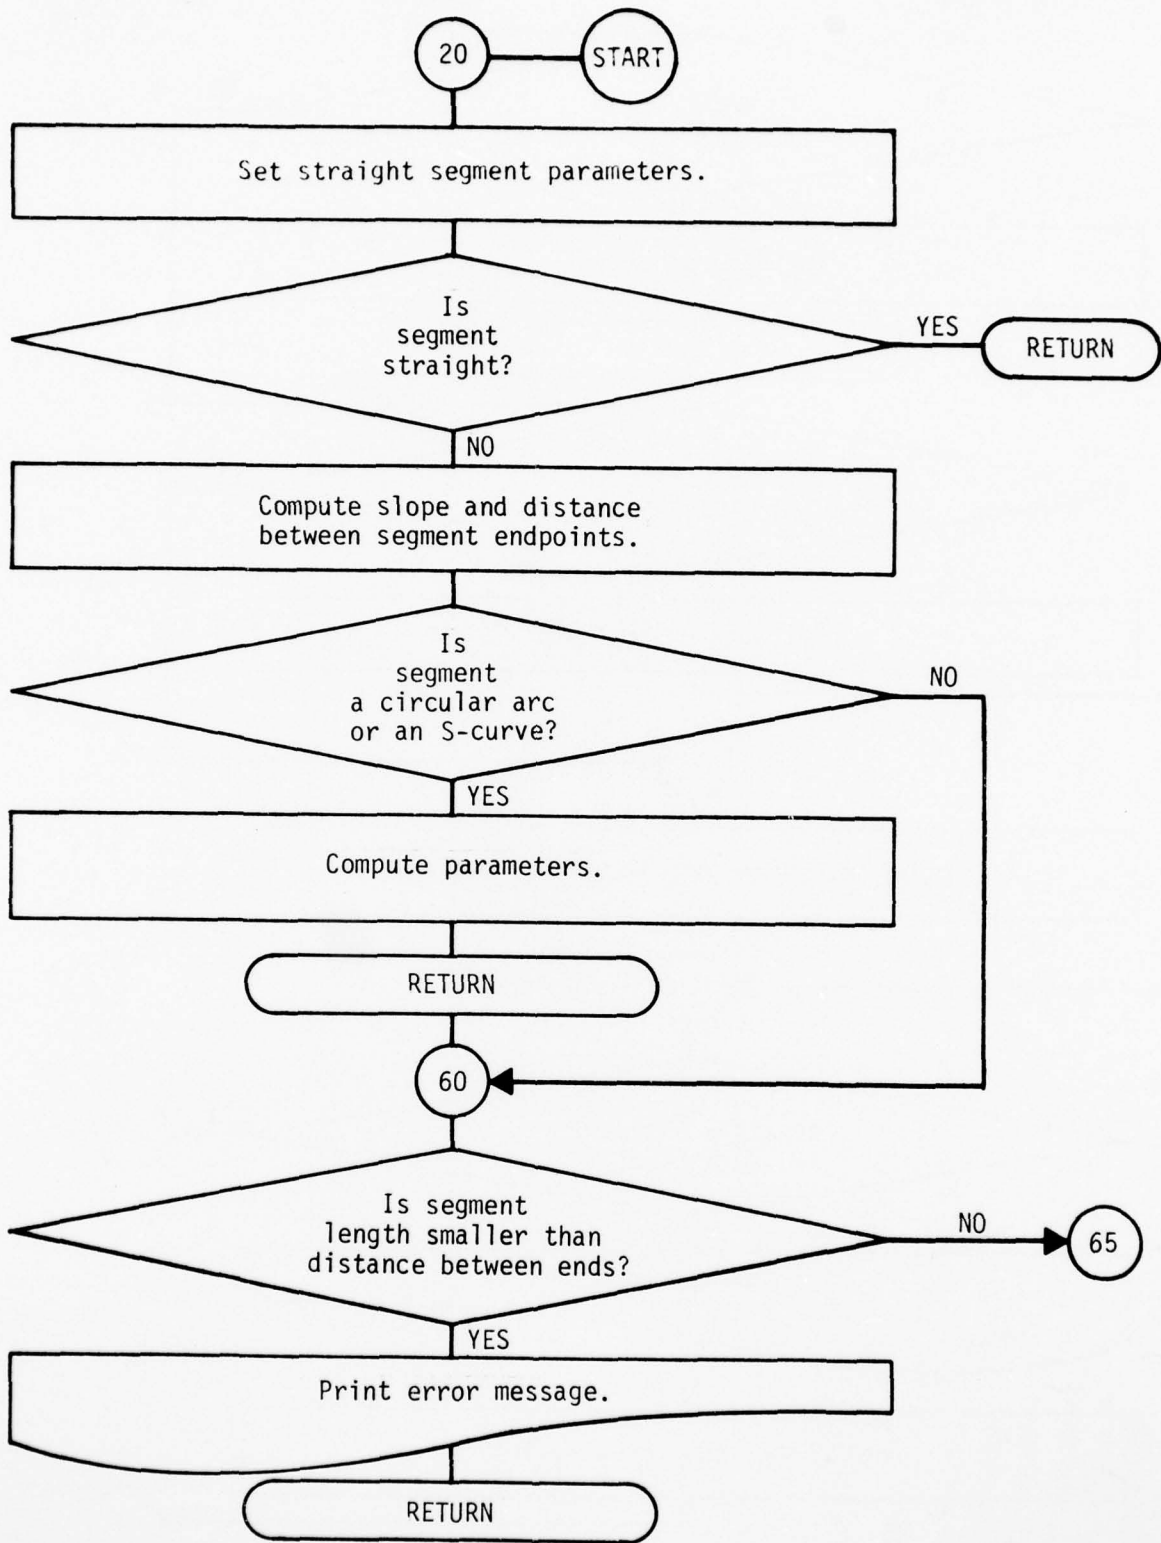 20
START
Set straight segment parameters.
Is
segment
straight?
YES
RETURN
NO
Compute slope and distance
between segment endpoints.
Is
segment
a circular arc
or an S-curve?
NO
YES
Compute parameters.
RETURN
60
Is segment
length smaller than
distance between ends?
NO
65
YES
Print error message.
RETURN